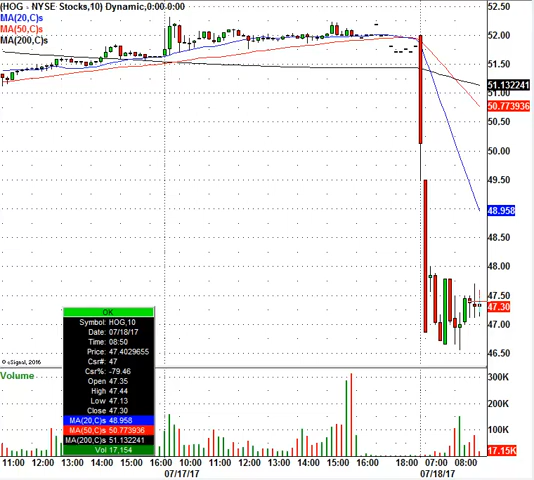 (HOG - NYSE Stocks,10) Dynamic,0:00-0:00
MA(20,C)s
MA(50,C)s
MA(200,C)s
52.50
52.00
51.50
51.132241
51.00
50.773936
50.00
49.50
48.958
48.50
48.00
47.50
47.30
47.00
46.50
© eSignal, 2016
OK
Symbol: HOG,10
Date: 07/18/17
Time: 08:50
Price: 47.4029655
Csr#: 47
Csr%: -79.46
Open 47.35
High 47.44
Low 47.13
Close 47.30
MA(20,C)s 48.958
MA(50,C)s 50.773936
MA(200,C)s 51.132241
Vol 17,154
Volume
300K
200K
100K
17.15K
11:00 12:00 13:00 14:00 15:00 16:00 10:00 11:00 12:00 13:00 14:00 15:00 16:00 18:00 07:00 08:00
07/17/17 07/18/17